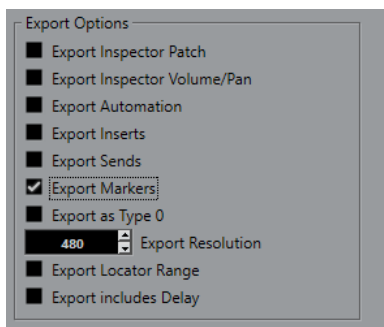 Export Options
Export Inspector Patch
Export Inspector Volume/Pan
Export Automation
Export Inserts
Export Sends
Export Markers
Export as Type 0
480 Export Resolution
Export Locator Range
Export includes Delay